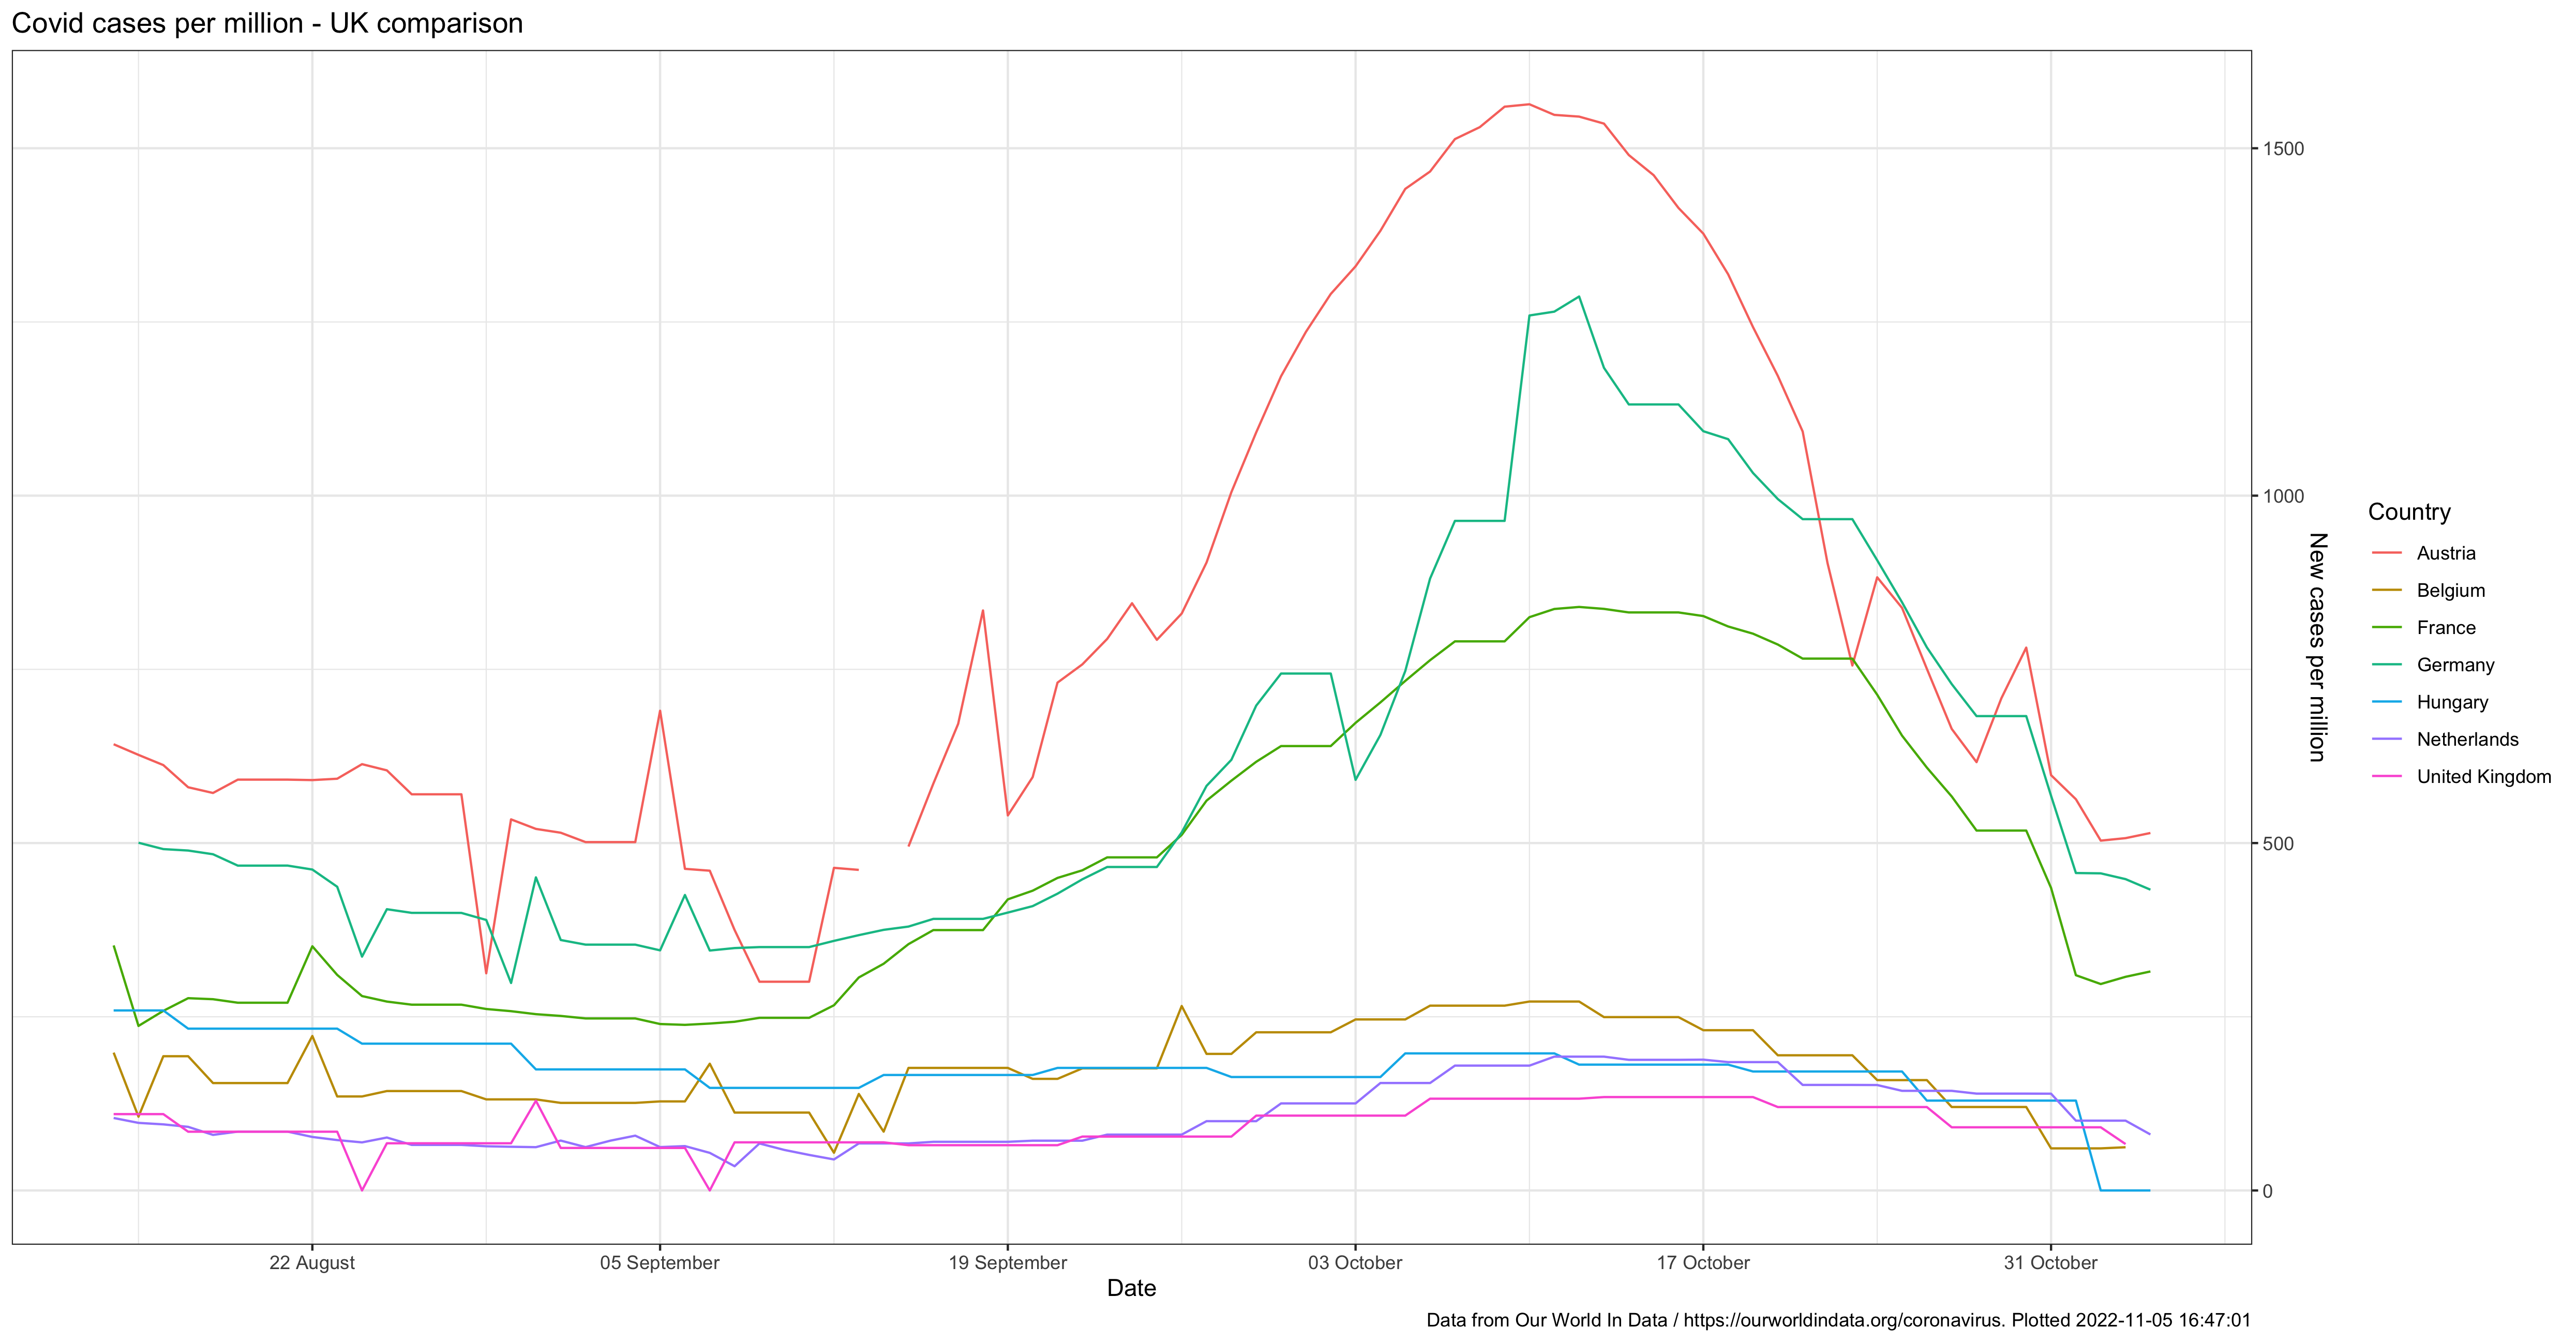 Covid cases per million - UK comparison
1500
1000
500
0
New cases per million
22 August
05 September
19 September
03 October
17 October
31 October
Date
Country
Austria
Belgium
France
Germany
Hungary
Netherlands
United Kingdom
Data from Our World In Data / https://ourworldindata.org/coronavirus. Plotted 2022-11-05 16:47:01